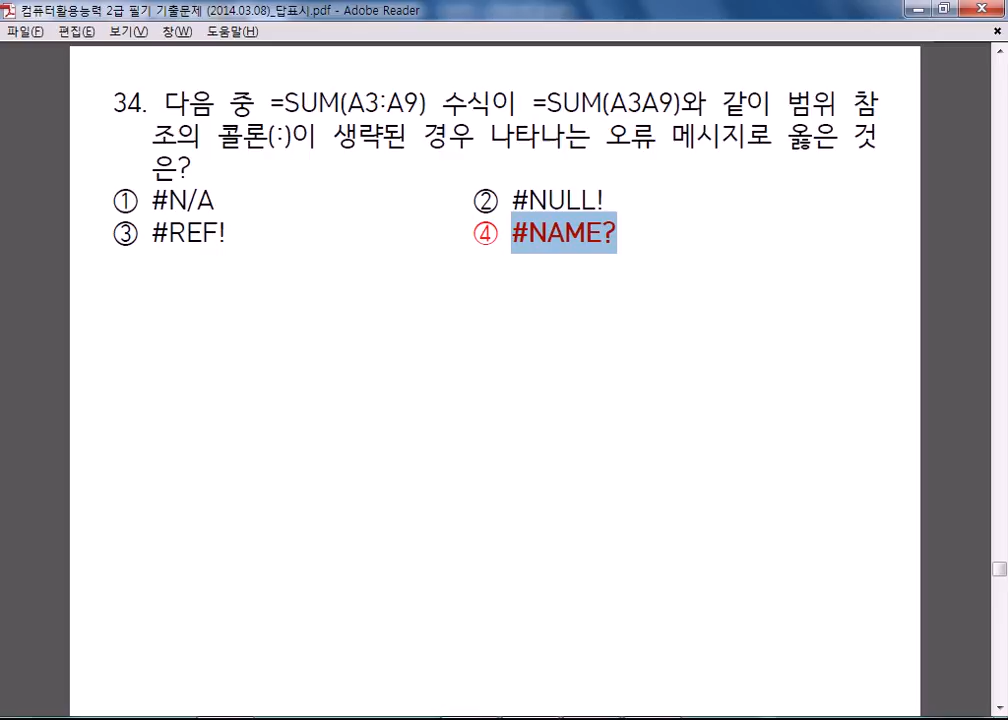 컴퓨터활용능력 2급 필기 기출문제 (2014.03.08)_답표시.pdf - Adobe Reader
파일(F) 편집(E) 보기(V) 창(W) 도움말(H)
34. 다음 중 =SUM(A3:A9) 수식이 =SUM(A3A9)와 같이 범위 참
조의 콜론(:)이 생략된 경우 나타나는 오류 메시지로 옳은 것
은?
① #N/A ② #NULL!
③ #REF! ④ #NAME?